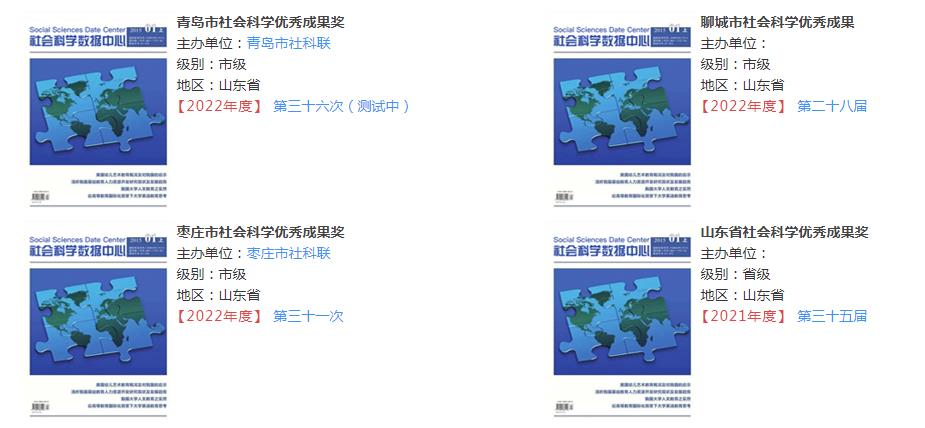 Social Sciences Date Center
2015 01 上
社会科学数据中心
青岛市社会科学优秀成果奖
主办单位：青岛市社科联
级别：市级
地区：山东省
【2022年度】 第三十六次（测试中）
Social Sciences Date Center
2015 01 上
社会科学数据中心
聊城市社会科学优秀成果
主办单位：
级别：市级
地区：山东省
【2022年度】 第二十八届
Social Sciences Date Center
2015 01 上
社会科学数据中心
枣庄市社会科学优秀成果奖
主办单位：枣庄市社科联
级别：市级
地区：山东省
【2022年度】 第三十一次
Social Sciences Date Center
2015 01 上
社会科学数据中心
山东省社会科学优秀成果奖
主办单位：
级别：省级
地区：山东省
【2021年度】 第三十五届